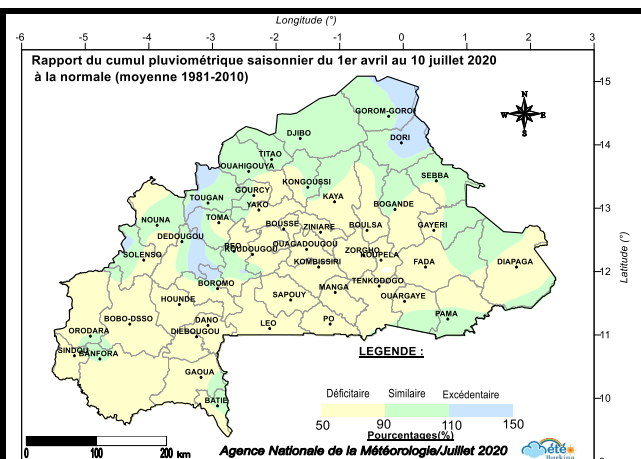 Longitude (°)
-6 -5 -4 -3 -2 -1 0 1 2 3
Rapport du cumul pluviométrique saisonnier du 1er avril au 10 juillet 2020
à la normale (moyenne 1981-2010)
15
GOROM-GOROM
N
W E
S
DJIBO
DORI
14
TITAO
OUAHIGOUYA
SEBBA
KONGOUSSI
GOURCY
TOUGAN
KAYA
YAKO
BOGANDE
13
NOUNA
TOMA
GAYERI
BOUSSE
ZINIARE
BOULSA
DEDOUGOU
Latitude (°)
REO
KOUDOUGOU
OUAGADOUGOU
ZORGHO
KOUPELA
SOLENSO
KOMBISSIRI
FADA
DIAPAGA
12
BOROMO
TENKODOGO
MANGA
SAPOUY
OUARGAYE
HOUNDE
PAMA
BOBO-DSSO
DANO
LEO
PO
ORODARA
DIEBOUGOU
11
SINDOU
BANFORA
LEGENDE :
GAOUA
Déficitaire Similaire Excédentaire
BATIE
10
50 90 110 150
Pourcentages(%)
0 100 200 km
Agence Nationale de la Météorologie/Juillet 2020
météo
Burkina
9